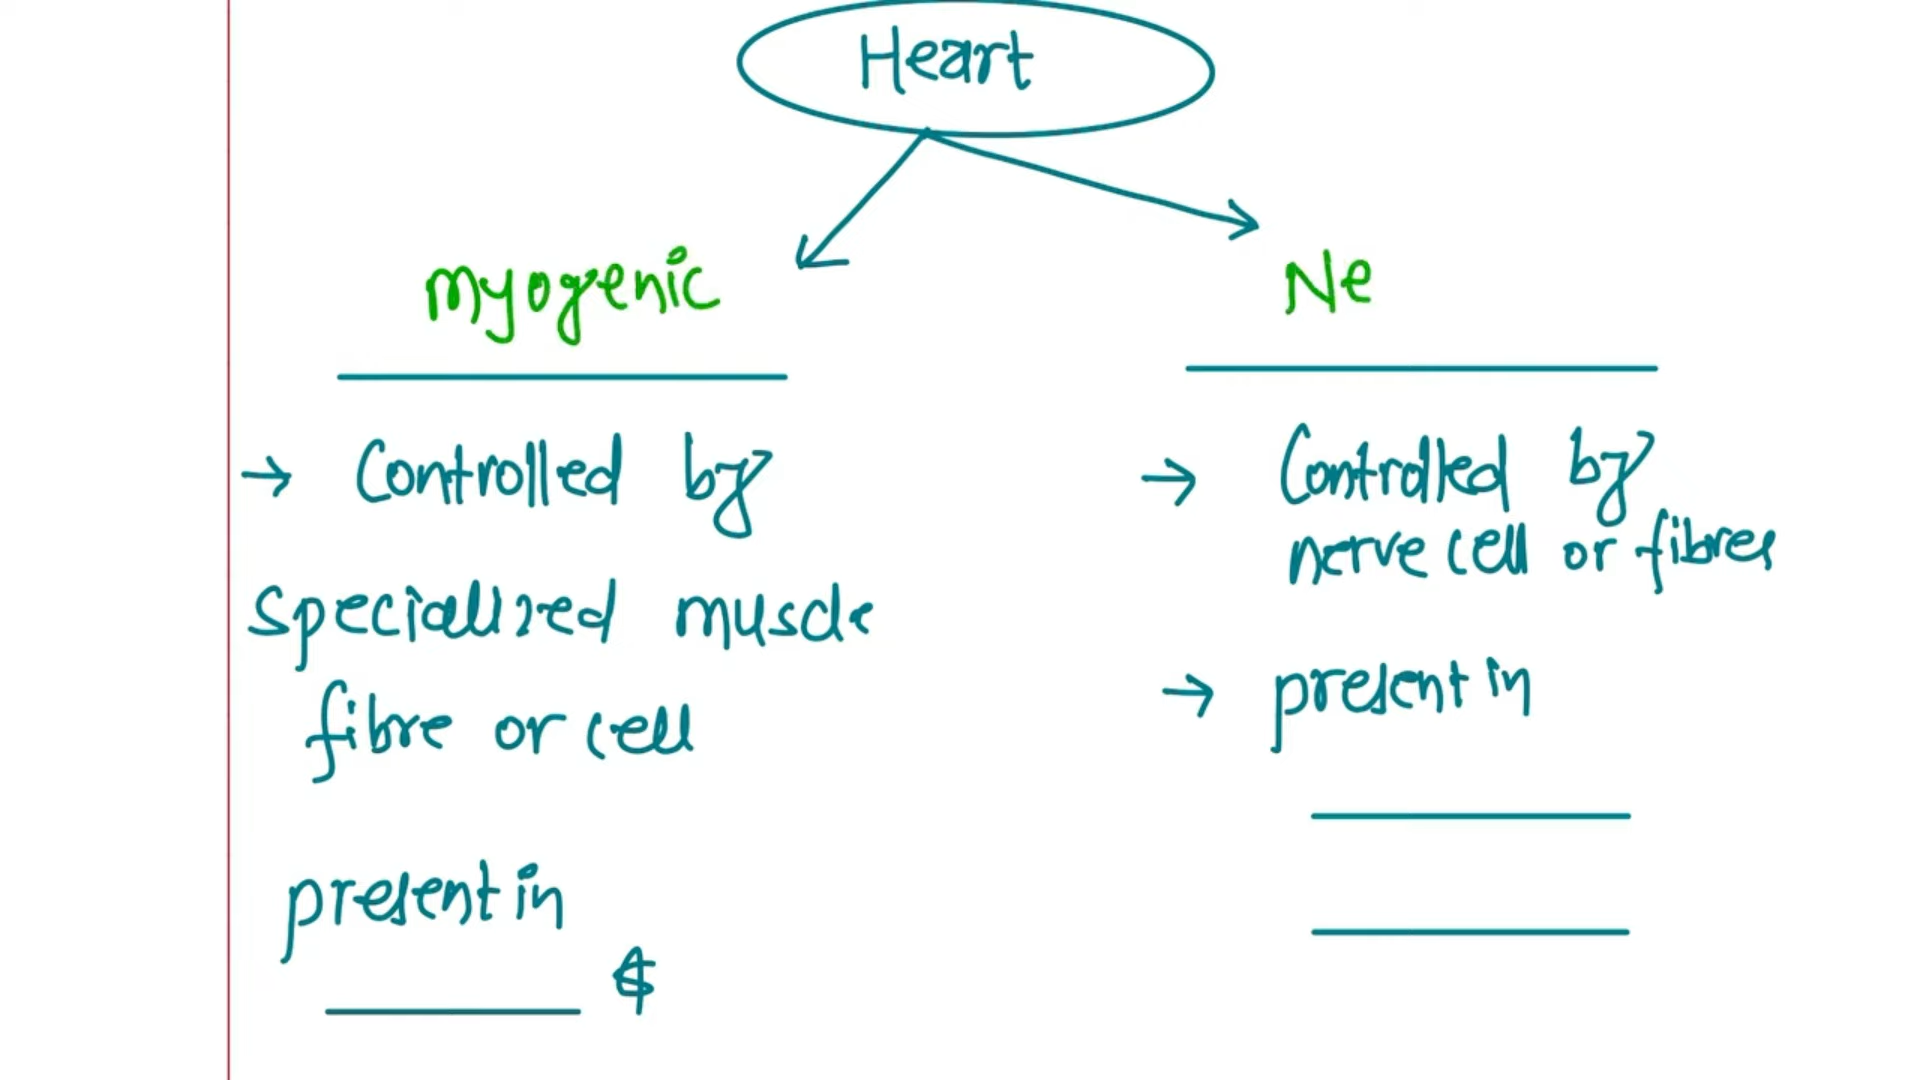 Heart
myogenic
Ne
→ Controlled by
specialized muscle
fibre or cell
present in
&
→ Controlled by
nerve cell or fibres
→ present in